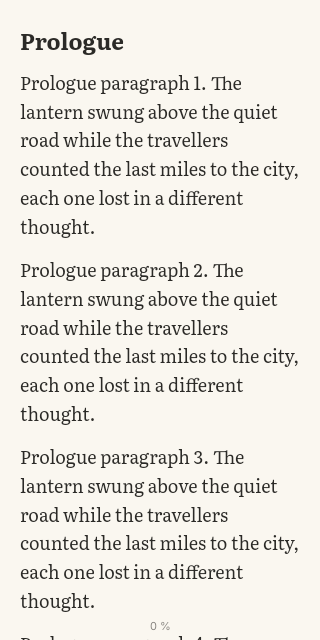 Prologue
Prologue paragraph 1. The
lantern swung above the quiet
road while the travellers
counted the last miles to the city,
each one lost in a different
thought.
Prologue paragraph 2. The
lantern swung above the quiet
road while the travellers
counted the last miles to the city,
each one lost in a different
thought.
Prologue paragraph 3. The
lantern swung above the quiet
road while the travellers
counted the last miles to the city,
each one lost in a different
thought.
0 %